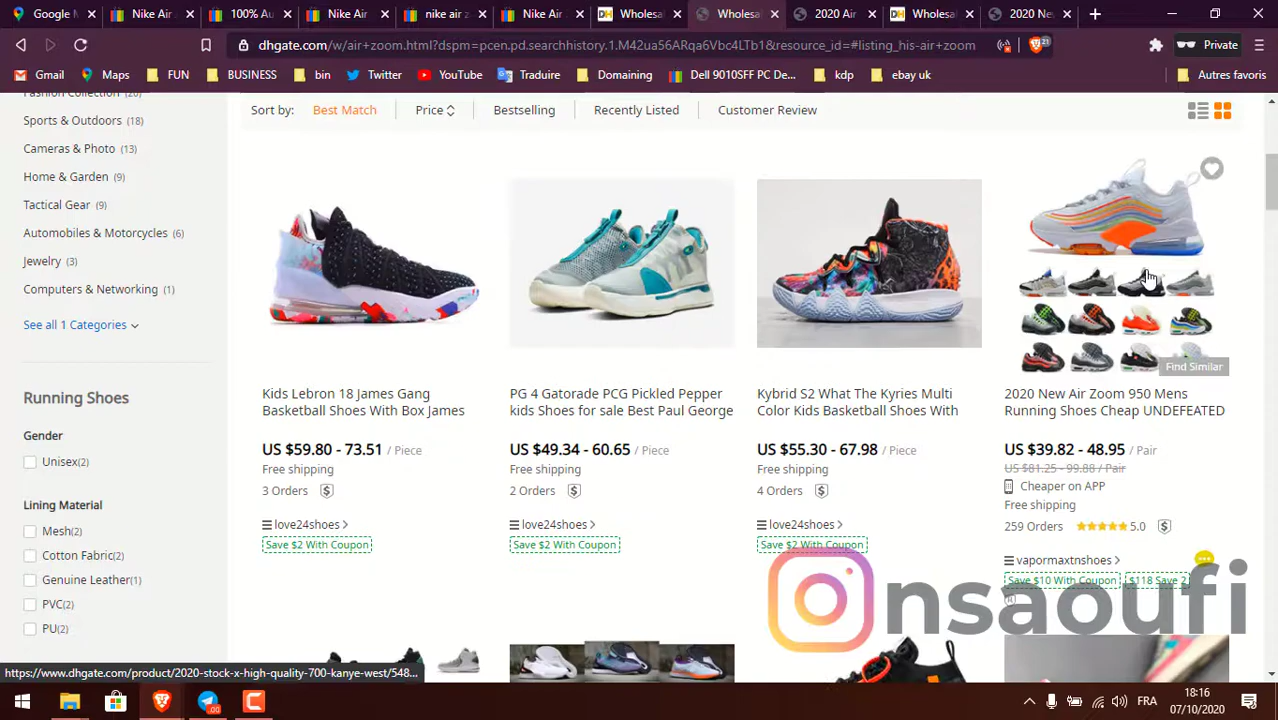 Google M
Nike Air
100% Au
Nike Air
nike air z
Nike Air
Wholesa
Wholesa
2020 Air
Wholesa
2020 Ne
dhgate.com/w/air+zoom.html?dspm=pcen.pd.searchhistory.1.M42ua56ARqa6Vbc4LTb1&resource_id=#listing_his-air+zoom
21
Private
Gmail
Maps
FUN
BUSINESS
bin
Twitter
YouTube
Traduire
Domaining
Dell 9010SFF PC De...
kdp
ebay uk
Autres favoris
Fashion Collection (20)
Sports & Outdoors (18)
Cameras & Photo (13)
Home & Garden (9)
Tactical Gear (9)
Automobiles & Motorcycles (6)
Jewelry (3)
Computers & Networking (1)
See all 1 Categories
Running Shoes
Gender
Unisex(2)
Lining Material
Mesh(2)
Cotton Fabric(2)
Genuine Leather(1)
PVC(2)
PU(2)
Sort by:
Best Match
Price
Bestselling
Recently Listed
Customer Review
Kids Lebron 18 James Gang
Basketball Shoes With Box James
US $59.80 - 73.51 / Piece
Free shipping
3 Orders
love24shoes
Save $2 With Coupon
PG 4 Gatorade PCG Pickled Pepper
kids Shoes for sale Best Paul George
US $49.34 - 60.65 / Piece
Free shipping
2 Orders
love24shoes
Save $2 With Coupon
Kybrid S2 What The Kyries Multi
Color Kids Basketball Shoes With
US $55.30 - 67.98 / Piece
Free shipping
4 Orders
love24shoes
Save $2 With Coupon
Find Similar
2020 New Air Zoom 950 Mens
Running Shoes Cheap UNDEFEATED
US $39.82 - 48.95 / Pair
US $81.25 - 99.88 / Pair
Cheaper on APP
Free shipping
259 Orders
5.0
vapormaxtnshoes
Save $10 With Coupon
$118 Save 2
nsaoufi
https://www.dhgate.com/product/2020-stock-x-high-quality-700-kanye-west/548...
FRA
18:16
07/10/2020